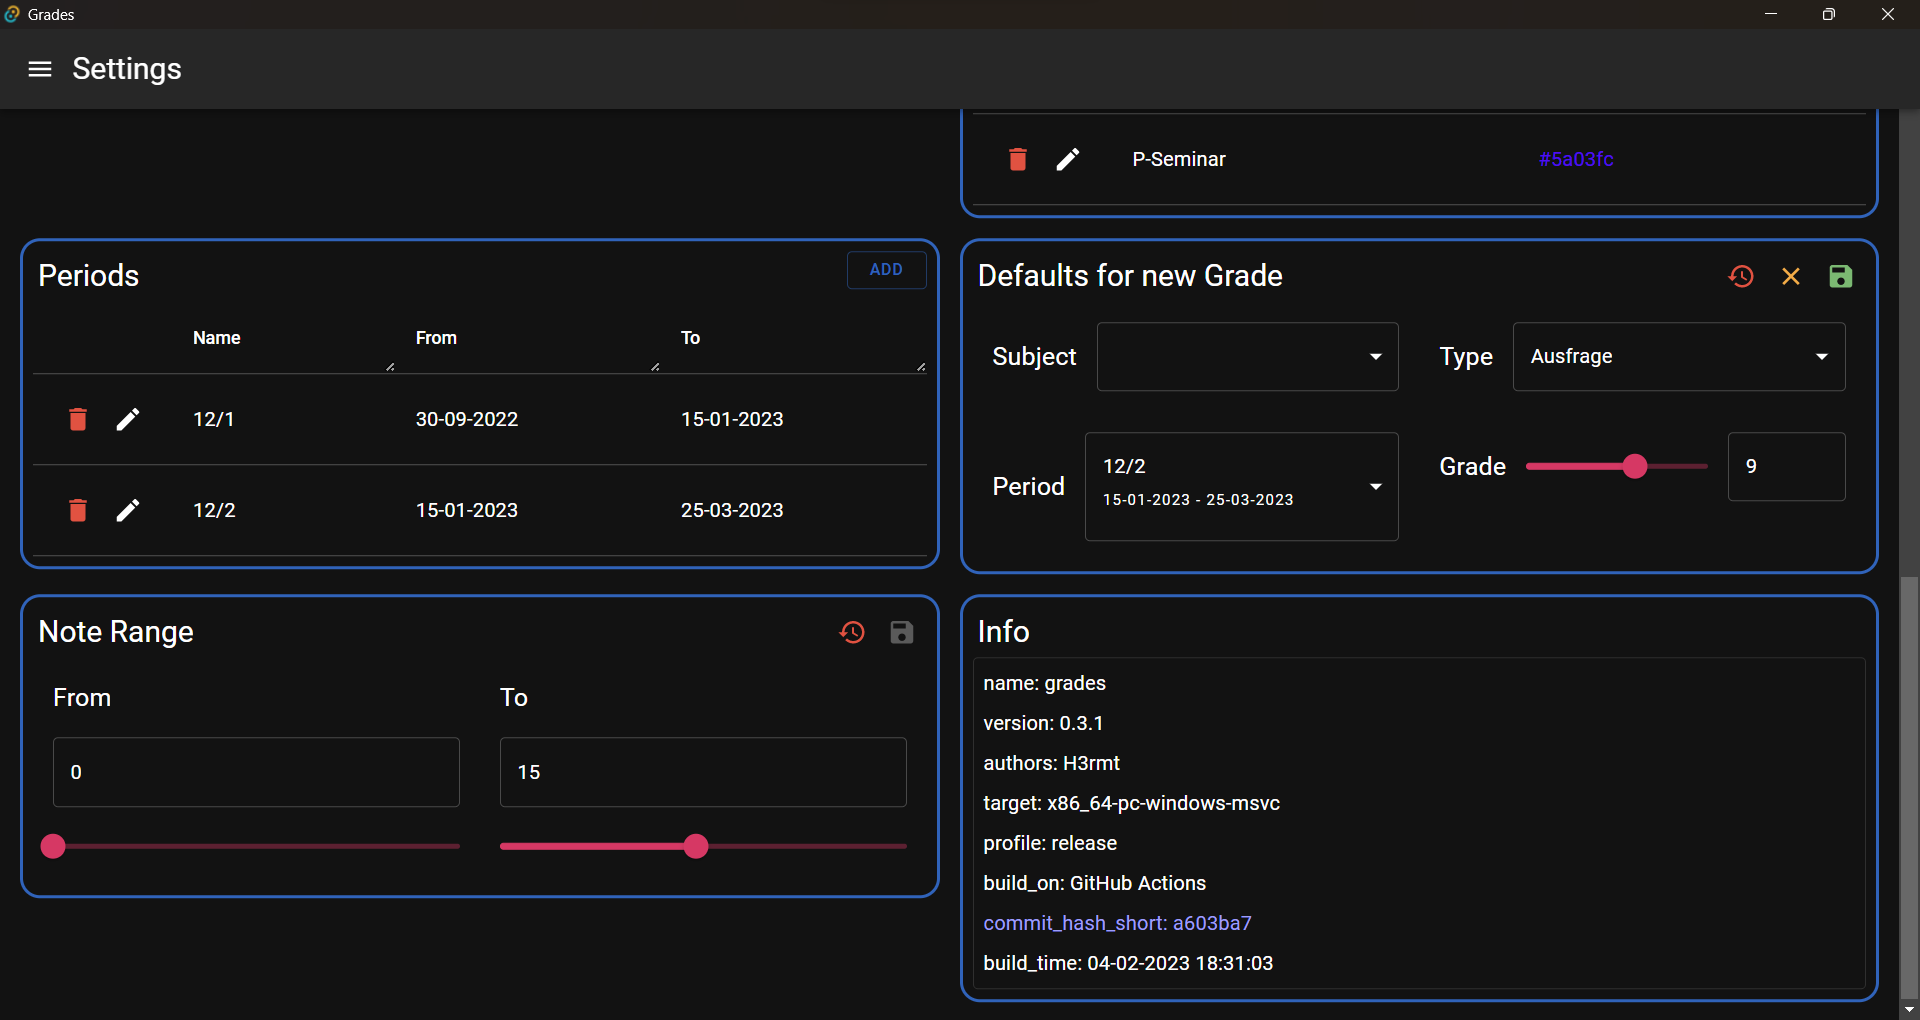 Grades
Settings
P-Seminar #5a03fc
Periods ADD
Name From To
12/1 30-09-2022 15-01-2023
12/2 15-01-2023 25-03-2023
Defaults for new Grade
Subject Type Ausfrage
Period 12/2 Grade 9
15-01-2023 - 25-03-2023
Note Range
From To
0 15
Info
name: grades
version: 0.3.1
authors: H3rmt
target: x86_64-pc-windows-msvc
profile: release
build_on: GitHub Actions
commit_hash_short: a603ba7
build_time: 04-02-2023 18:31:03